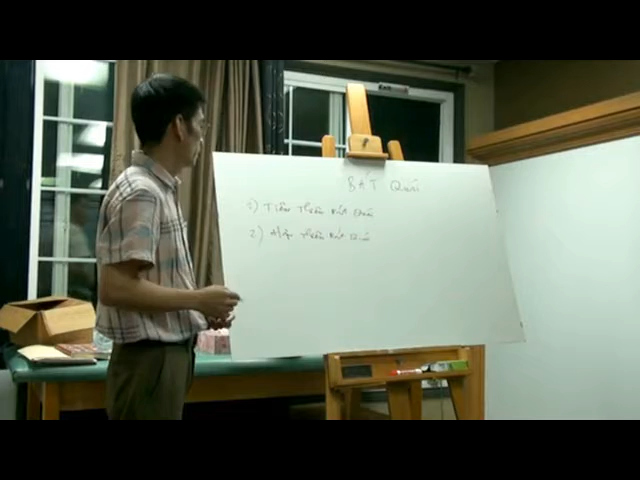 BÁT QUÁI
1) TIÊN THIÊN BÁT QUÁI
2) HẬU THIÊN BÁT QUÁI